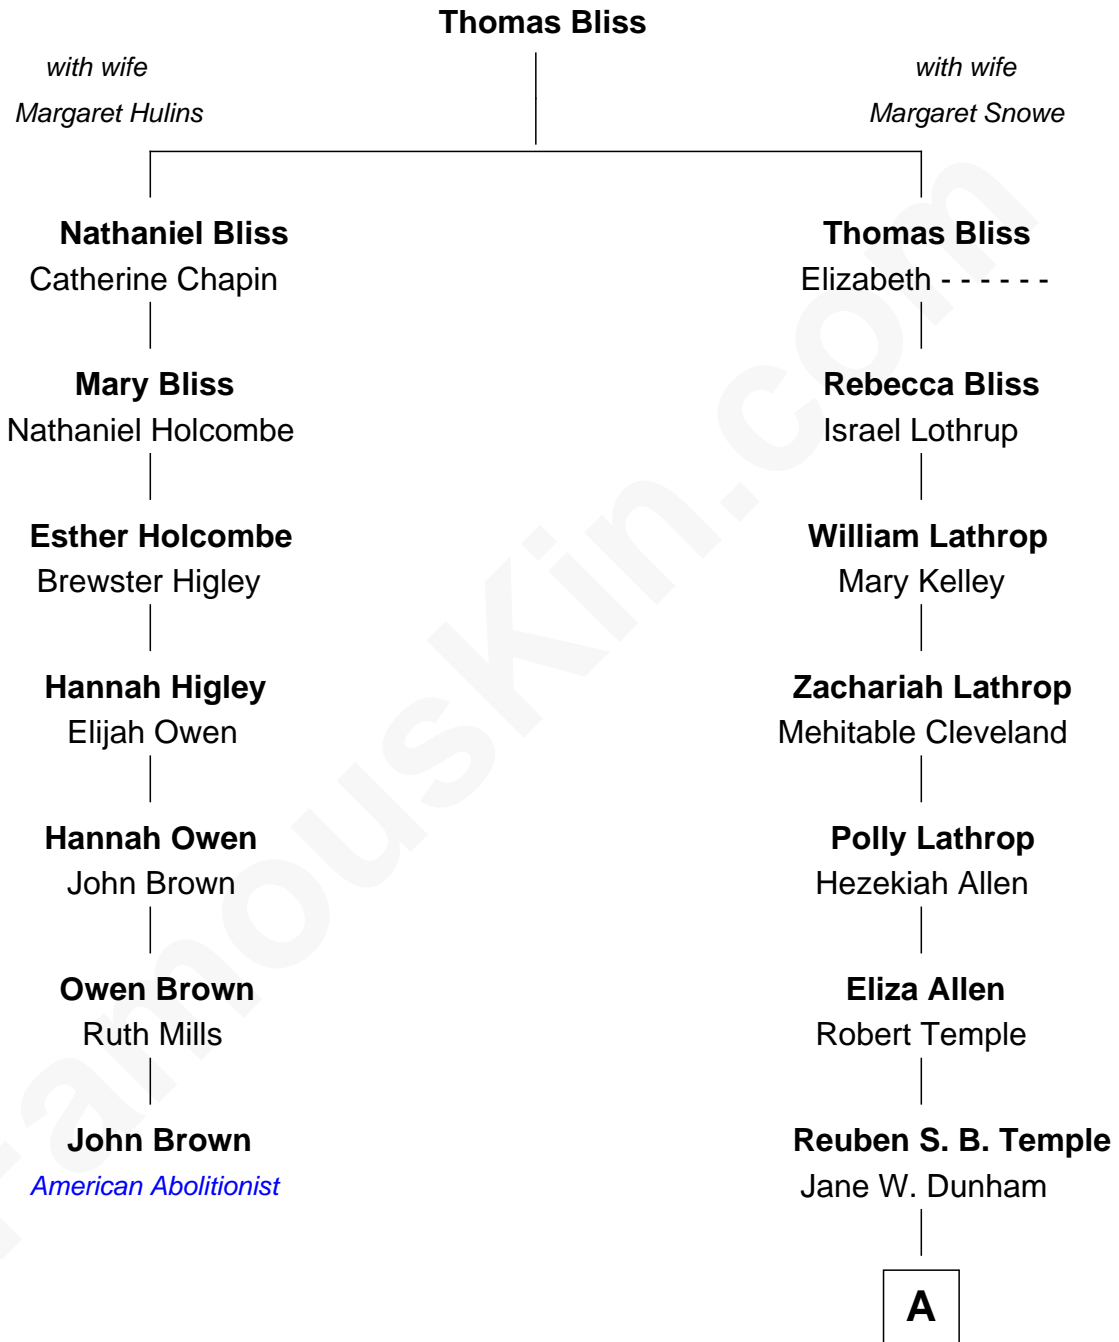 Thomas Bliss
with wife
Margaret Hulins
with wife
Margaret Snowe
Nathaniel Bliss
Catherine Chapin
Thomas Bliss
Elizabeth - - - - - -
Mary Bliss
Nathaniel Holcombe
Rebecca Bliss
Israel Lothrup
Esther Holcombe
Brewster Higley
William Lathrop
Mary Kelley
Hannah Higley
Elijah Owen
Zachariah Lathrop
Mehitable Cleveland
Hannah Owen
John Brown
Polly Lathrop
Hezekiah Allen
Owen Brown
Ruth Mills
Eliza Allen
Robert Temple
John Brown
American Abolitionist
Reuben S. B. Temple
Jane W. Dunham
A
FamousKin.com